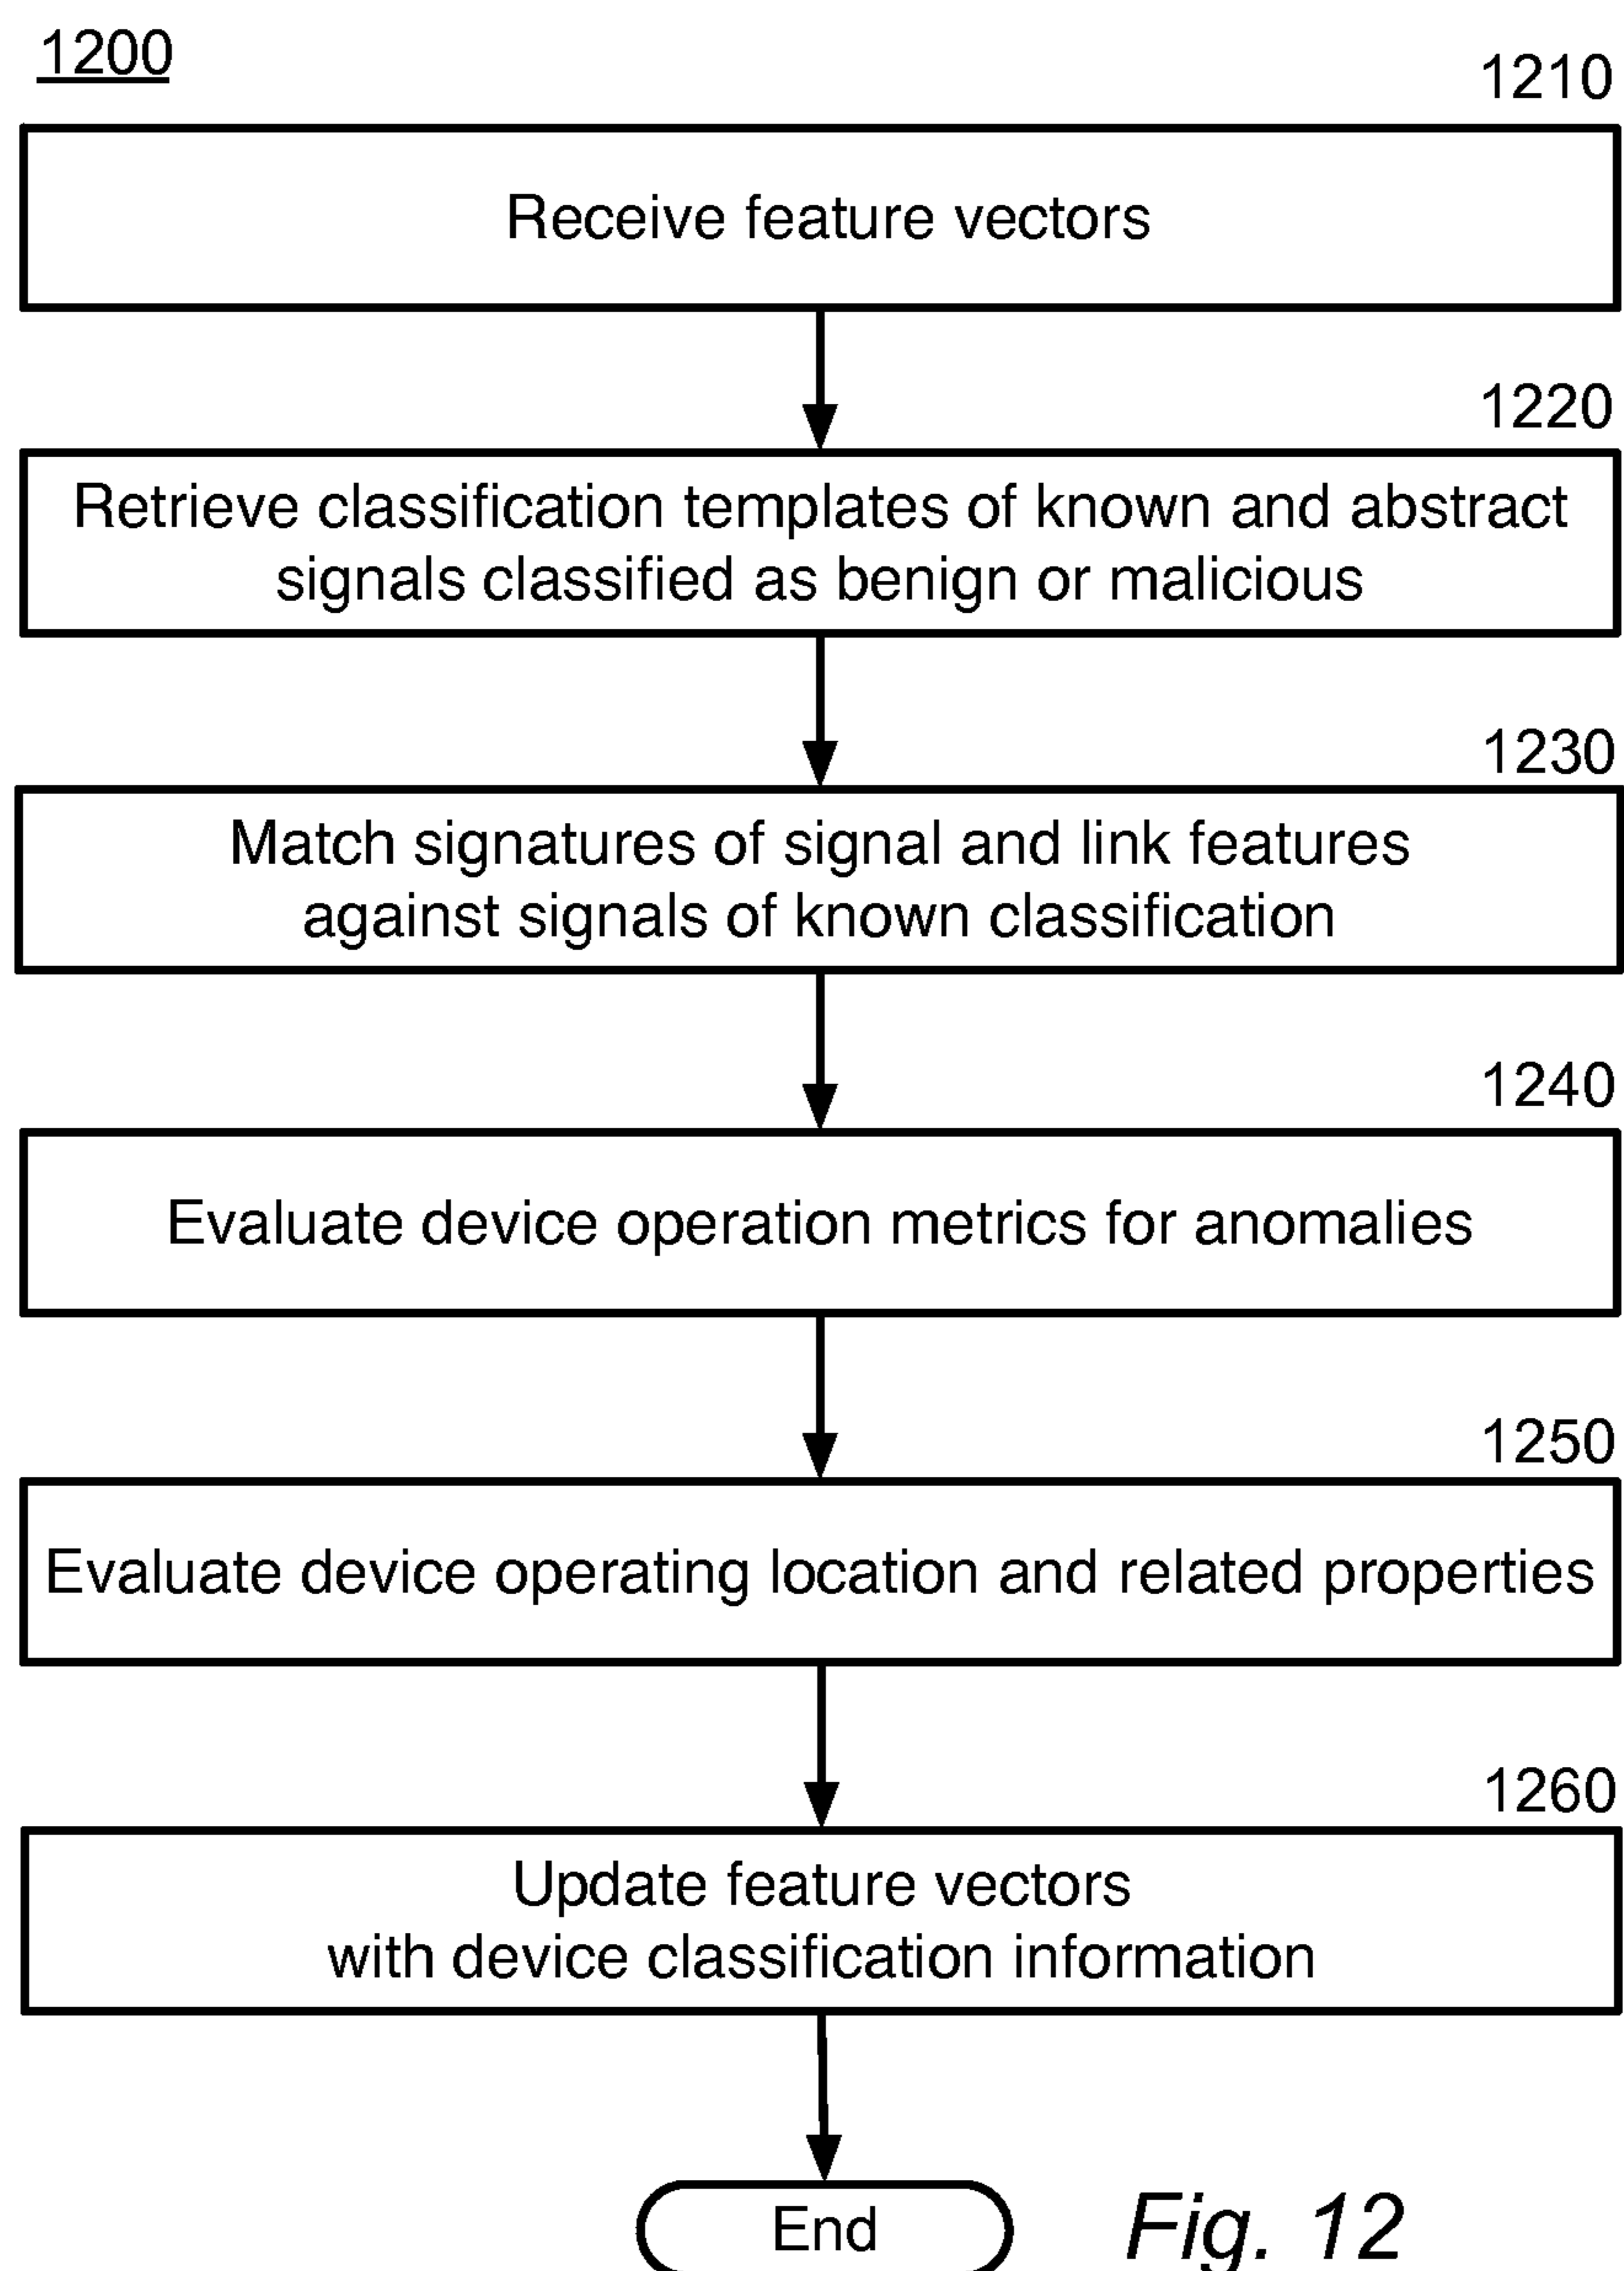 1200
1210
Receive feature vectors
1220
Retrieve classification templates of known and abstract
signals classified as benign or malicious
1230
Match signatures of signal and link features
against signals of known classification
1240
Evaluate device operation metrics for anomalies
1250
Evaluate device operating location and related properties
1260
Update feature vectors
with device classification information
End
Fig. 12